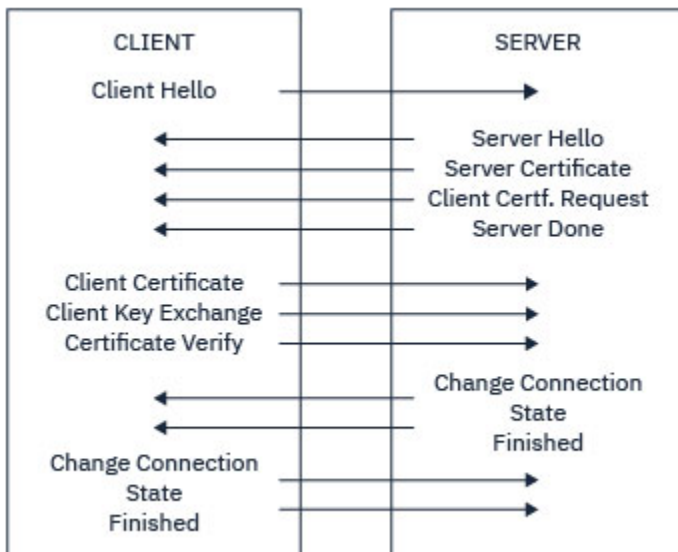 CLIENT
SERVER
Client Hello
Server Hello
Server Certificate
Client Certf. Request
Server Done
Client Certificate
Client Key Exchange
Certificate Verify
Change Connection
State
Finished
Change Connection
State
Finished